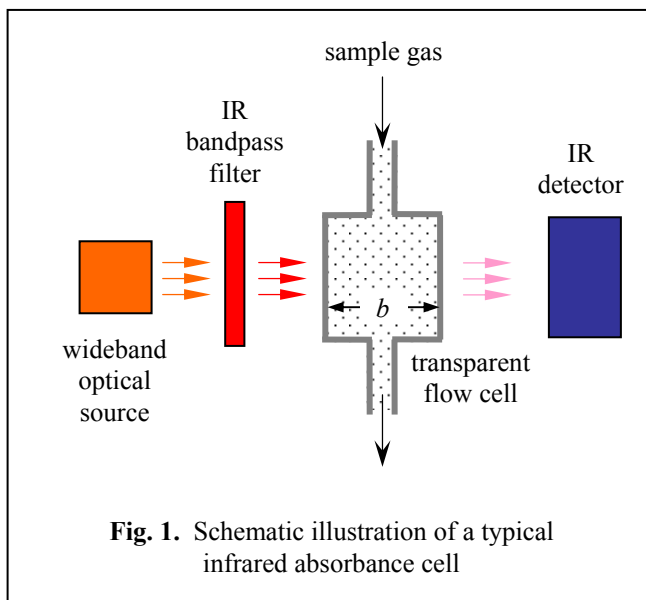 sample gas
IR
bandpass
filter
IR
detector
b
wideband
optical
source
transparent
flow cell
Fig. 1. Schematic illustration of a typical
infrared absorbance cell